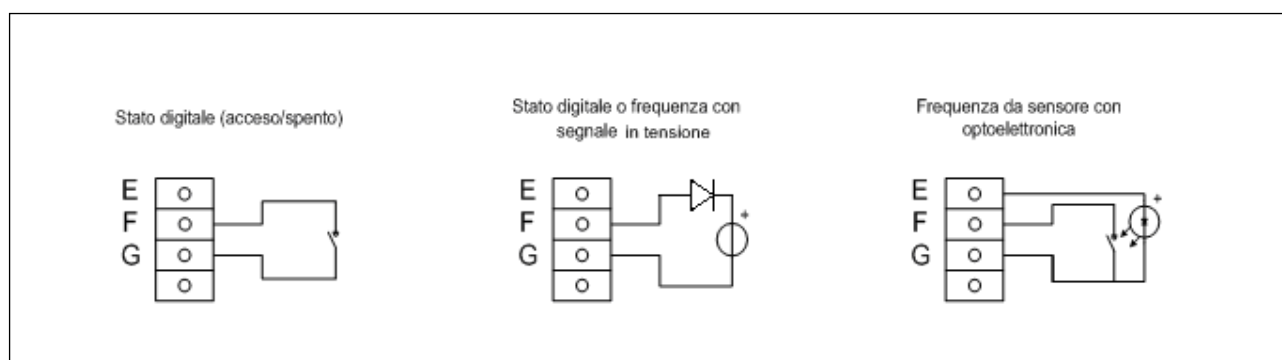 Stato digitale (acceso/spento)
E
F
G
Stato digitale o frequenza con
segnale in tensione
E
F
G
+
Frequenza da sensore con
optoelettronica
E
F
G
+